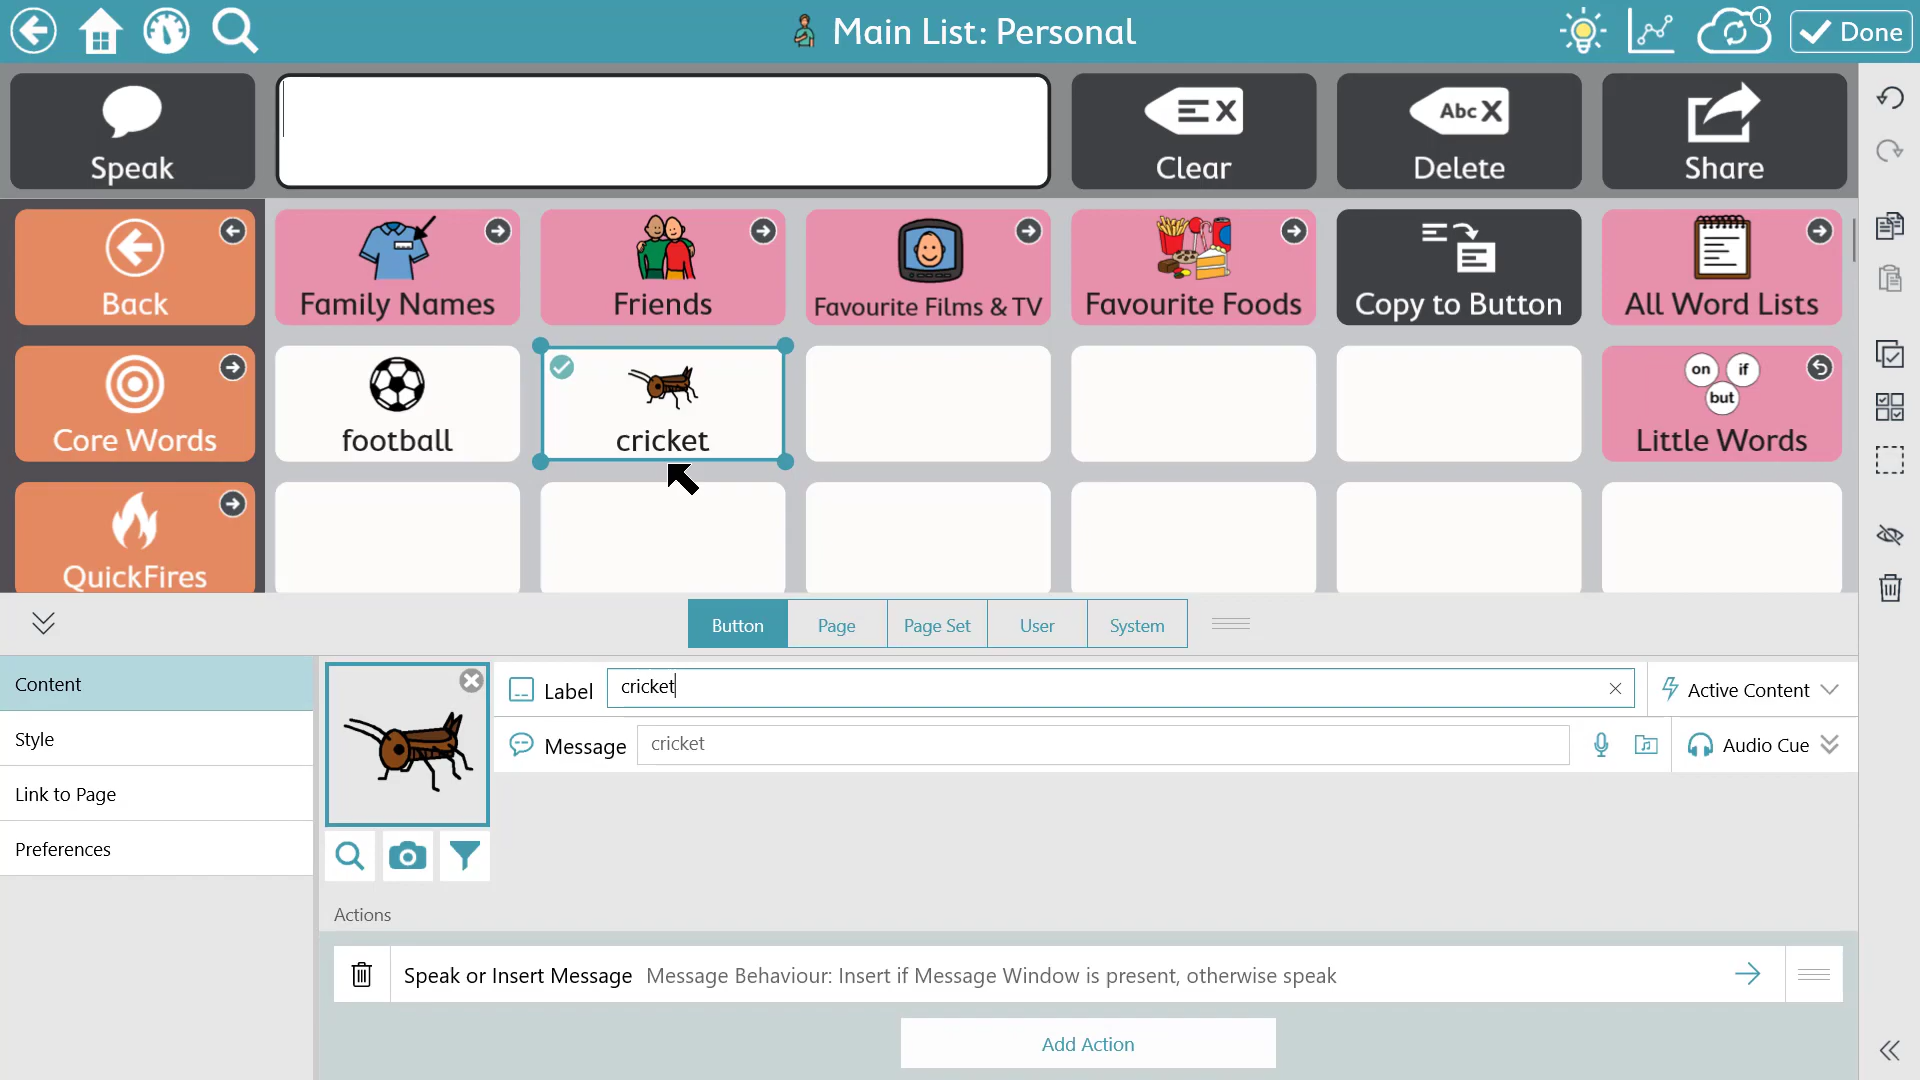 Main List: Personal
Done
Speak
Clear
Abc
Delete
Share
Back
Family Names
Friends
Favourite Films & TV
Favourite Foods
Copy to Button
All Word Lists
Core Words
football
cricket
on if
but
Little Words
QuickFires
Button
Page
Page Set
User
System
Content
Style
Link to Page
Preferences
Label
cricket
Active Content
Message
cricket
Audio Cue
Actions
Speak or Insert Message Message Behaviour: Insert if Message Window is present, otherwise speak
Add Action